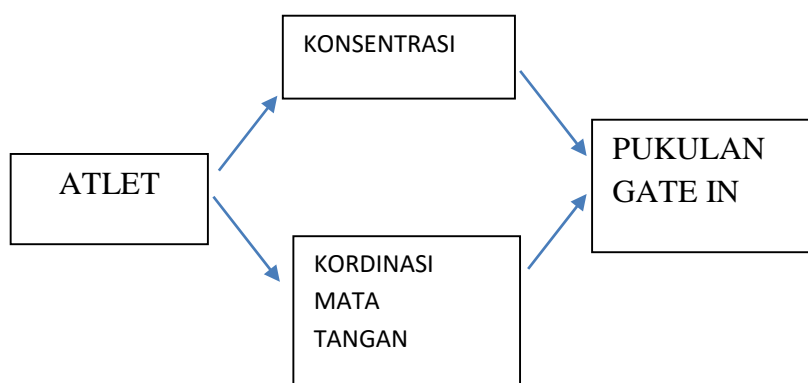 KONSENTRASI
ATLET
PUKULAN
GATE IN
KORDINASI
MATA
TANGAN